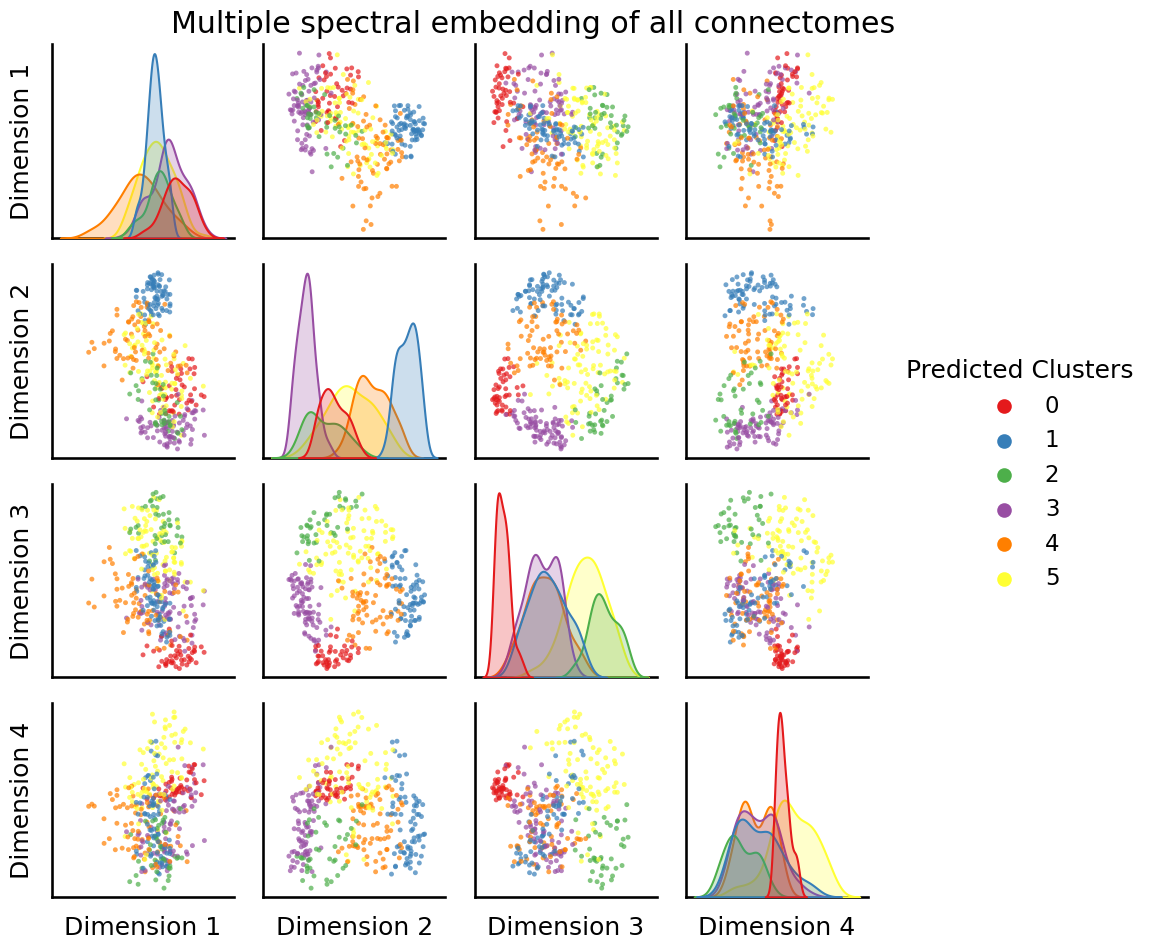 Multiple spectral embedding of all connectomes
Dimension 1
Dimension 2
Dimension 3
Dimension 4
Predicted Clusters
0
1
2
3
4
5
Dimension 1
Dimension 2
Dimension 3
Dimension 4